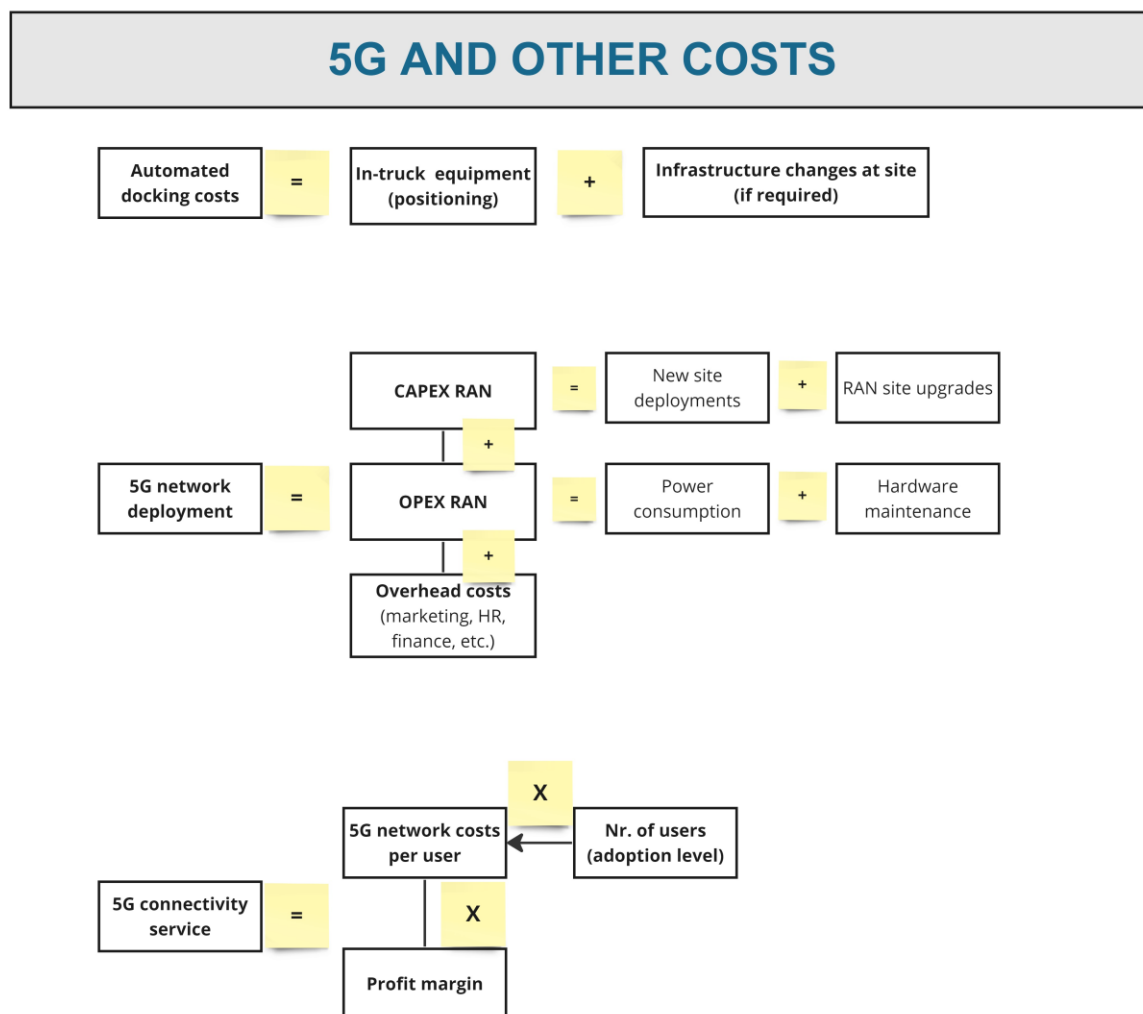 5G AND OTHER COSTS
Automated
docking costs
=
In-truck equipment
(positioning)
+
Infrastructure changes at site
(if required)
CAPEX RAN
=
New site
deployments
+
RAN site upgrades
+
5G network
deployment
=
OPEX RAN
=
Power
consumption
+
Hardware
maintenance
+
Overhead costs
(marketing, HR,
finance, etc.)
X
5G network costs
per user
Nr. of users
(adoption level)
5G connectivity
service
=
X
Profit margin